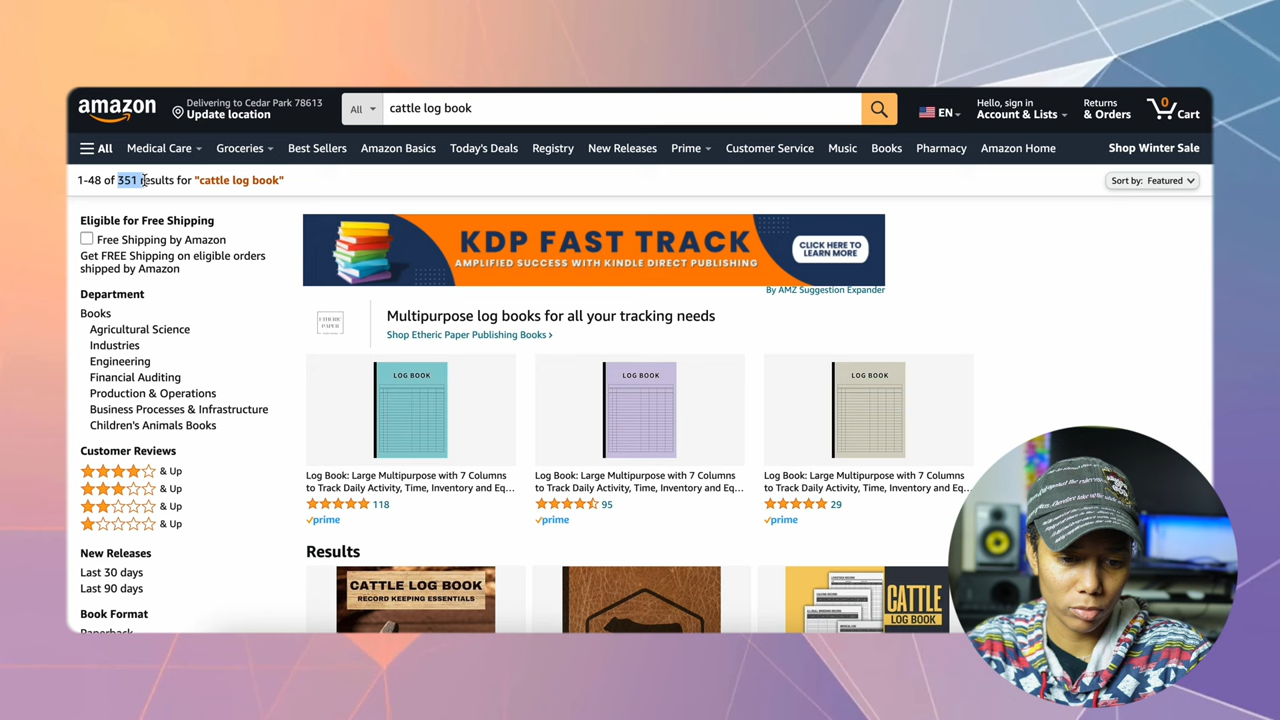 amazon
Delivering to Cedar Park 78613
Update location
All
cattle log book
EN
Hello, sign in
Account & Lists
Returns
& Orders
0
Cart
All
Medical Care
Groceries
Best Sellers
Amazon Basics
Today's Deals
Registry
New Releases
Prime
Customer Service
Music
Books
Pharmacy
Amazon Home
Shop Winter Sale
1-48 of 351 results for "cattle log book"
Sort by: Featured
Eligible for Free Shipping
Free Shipping by Amazon
Get FREE Shipping on eligible orders
shipped by Amazon
Department
Books
Agricultural Science
Industries
Engineering
Financial Auditing
Production & Operations
Business Processes & Infrastructure
Children's Animals Books
Customer Reviews
& Up
& Up
& Up
& Up
New Releases
Last 30 days
Last 90 days
Book Format
Paperback
KDP FAST TRACK
AMPLIFIED SUCCESS WITH KINDLE DIRECT PUBLISHING
CLICK HERE TO
LEARN MORE
By AMZ Suggestion Expander
ETHERIC
PAPER
Multipurpose log books for all your tracking needs
Shop Etheric Paper Publishing Books >
LOG BOOK
LOG BOOK
LOG BOOK
Log Book: Large Multipurpose with 7 Columns
to Track Daily Activity, Time, Inventory and Eq...
118
prime
Log Book: Large Multipurpose with 7 Columns
to Track Daily Activity, Time, Inventory and Eq...
95
prime
Log Book: Large Multipurpose with 7 Columns
to Track Daily Activity, Time, Inventory and Eq...
29
prime
Results
CATTLE LOG BOOK
RECORD KEEPING ESSENTIALS
CATTLE
LOG BOOK